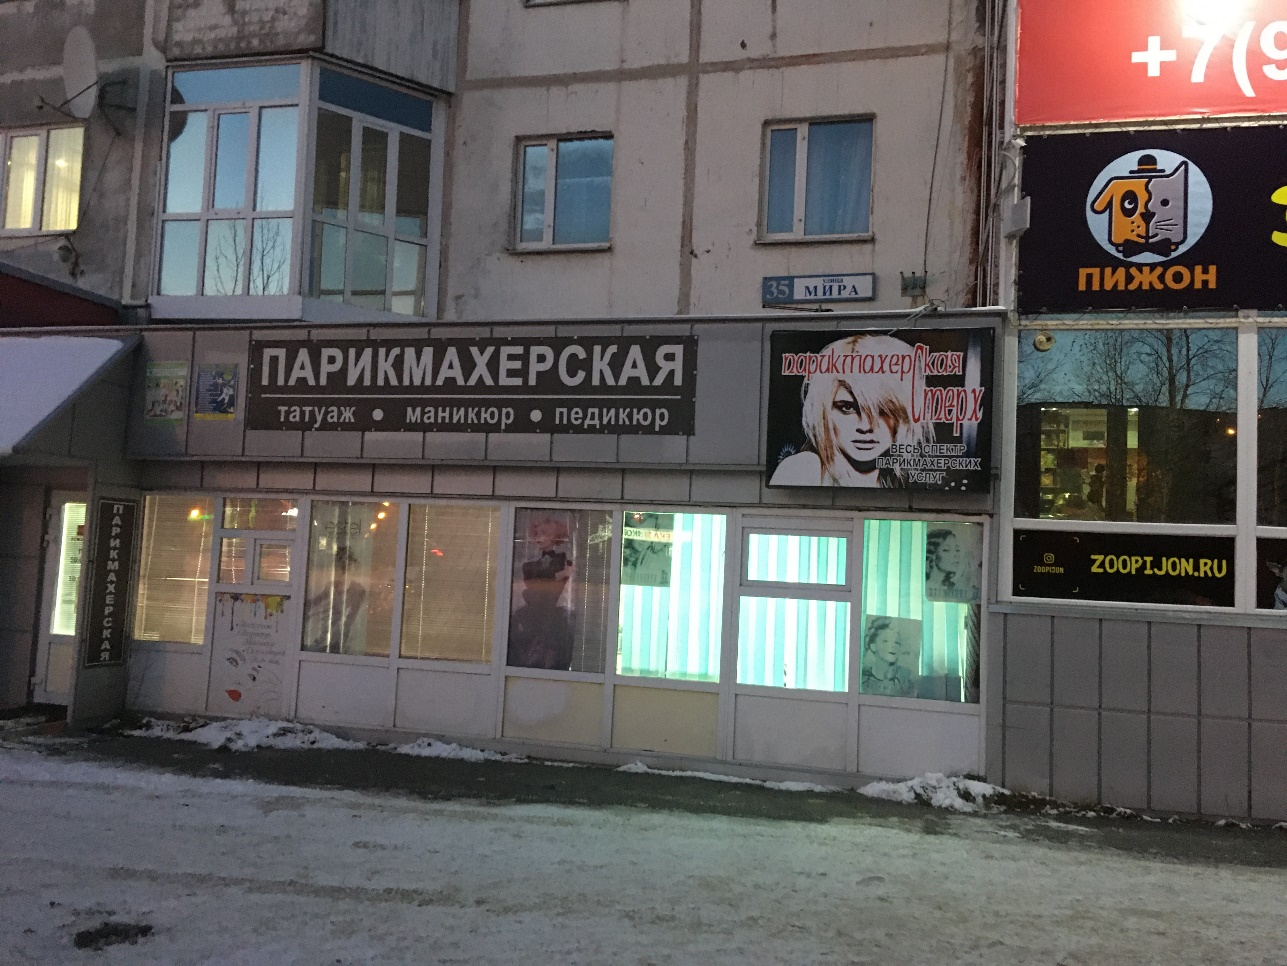 +7(9
ПИЖОН
УЛИЦА
35 МИРА
ПАРИКМАХЕРСКАЯ
татуаж • маникюр • педикюр
парикмахерская
Стерх
ВЕСЬ СПЕКТР
ПАРИКМАХЕРСКИХ
УСЛУГ
ПАРИКМАХЕРСКАЯ
ZOOPIJON
ZOOPIJON.RU